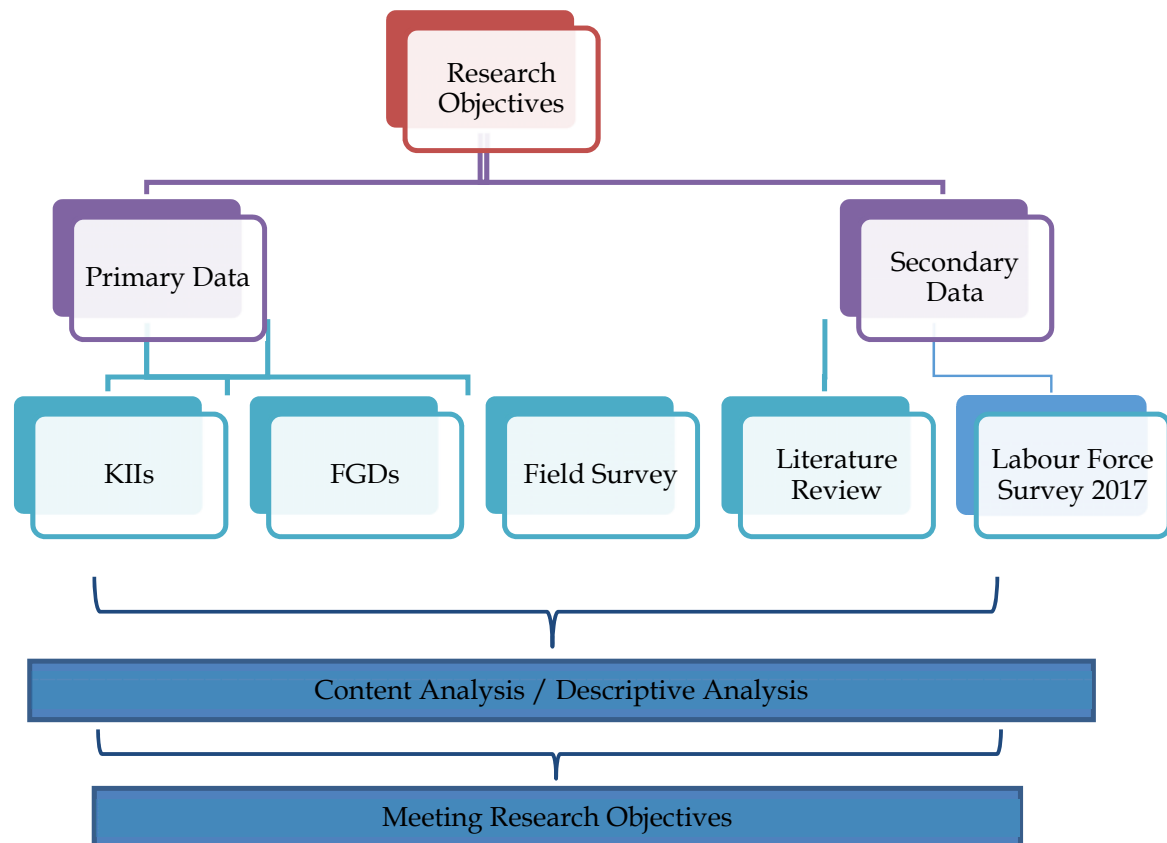 Research
Objectives
Primary Data
Secondary
Data
KIIs
FGDs
Field Survey
Literature
Review
Labour Force
Survey 2017
Content Analysis / Descriptive Analysis
Meeting Research Objectives